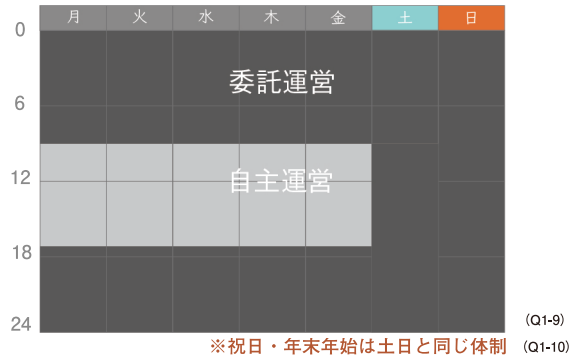 月 火 水 木 金 土 日
0
委託運営
6
12
自主運営
18
24
(Q1-9)
※祝日・年末年始は土日と同じ体制 (Q1-10)